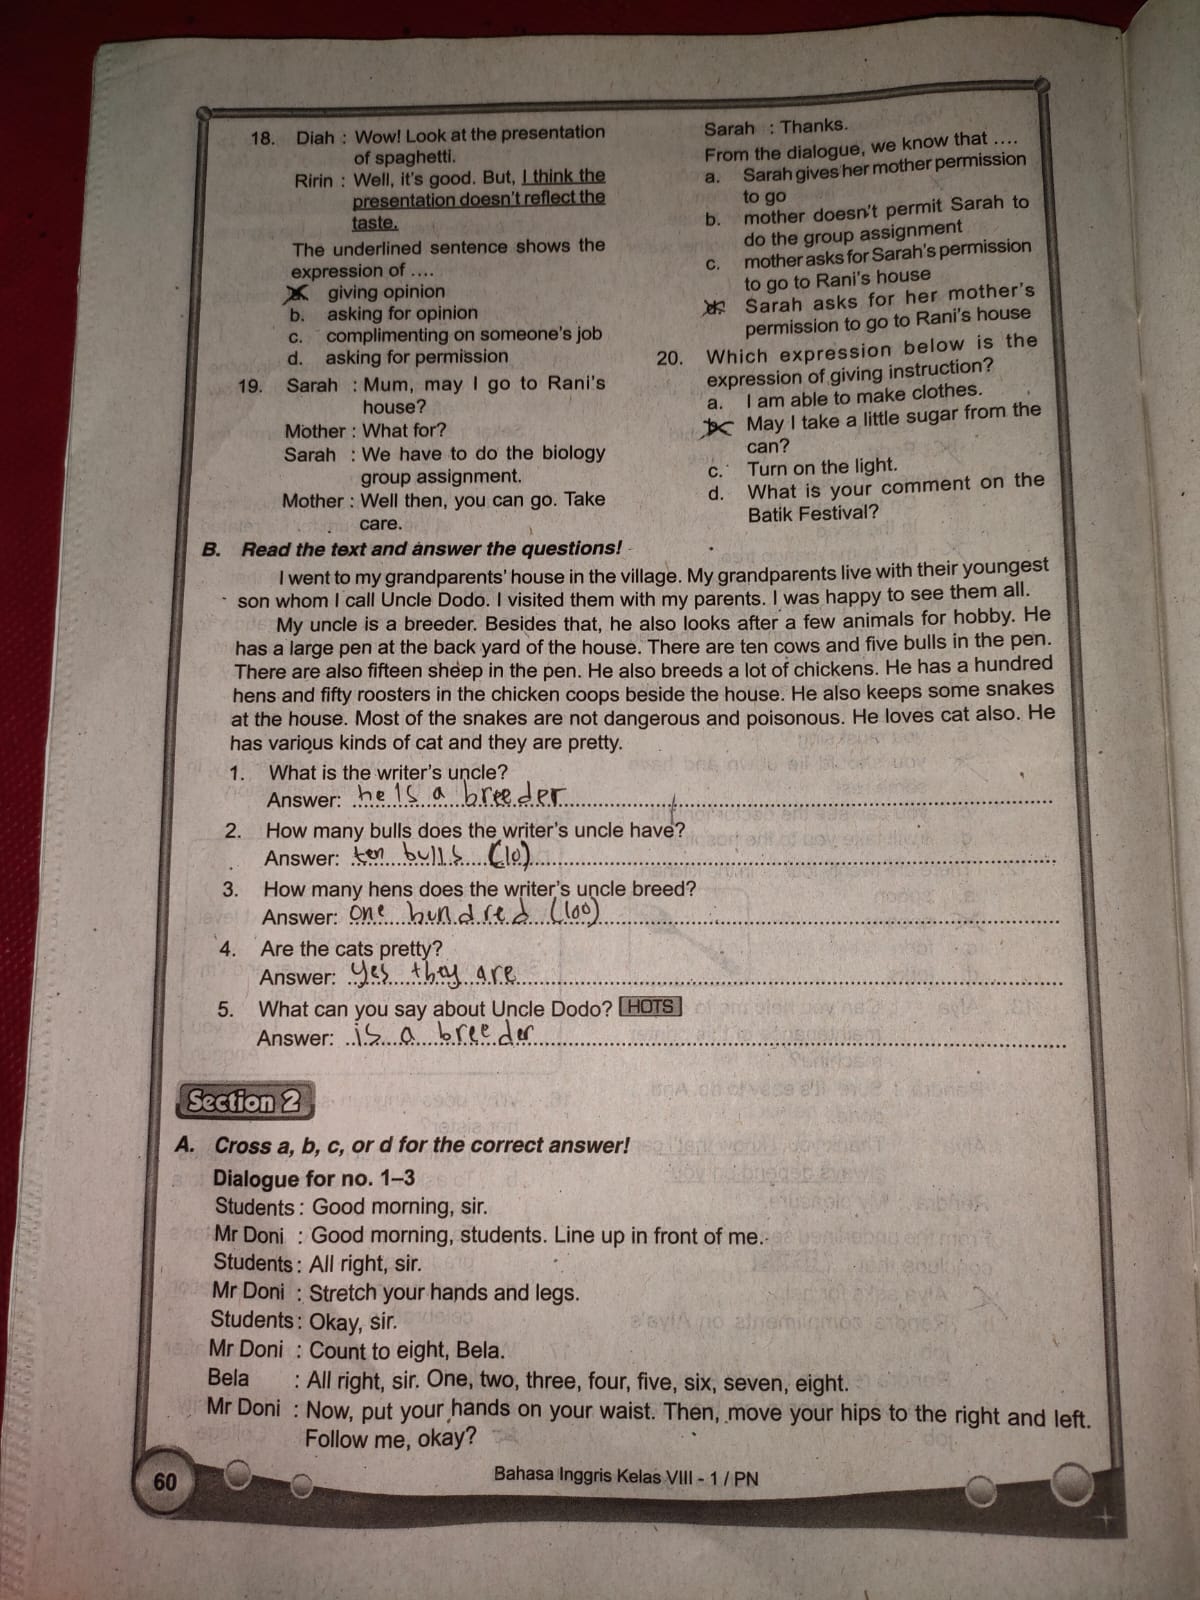 18. Diah : Wow! Look at the presentation
of spaghetti.
Ririn : Well, it's good. But, I think the
presentation doesn't reflect the
taste.
The underlined sentence shows the
expression of ....
a. giving opinion
b. asking for opinion
c. complimenting on someone's job
d. asking for permission
19. Sarah : Mum, may I go to Rani's
house?
Mother : What for?
Sarah : We have to do the biology
group assignment.
Mother : Well then, you can go. Take
care.
Sarah : Thanks.
From the dialogue, we know that ....
a. Sarah gives her mother permission
to go
b. mother doesn't permit Sarah to
do the group assignment
c. mother asks for Sarah's permission
to go to Rani's house
d. Sarah asks for her mother's
permission to go to Rani's house
20. Which expression below is the
expression of giving instruction?
a. I am able to make clothes.
b. May I take a little sugar from the
can?
c. Turn on the light.
d. What is your comment on the
Batik Festival?
B. Read the text and answer the questions!
I went to my grandparents' house in the village. My grandparents live with their youngest
son whom I call Uncle Dodo. I visited them with my parents. I was happy to see them all.
My uncle is a breeder. Besides that, he also looks after a few animals for hobby. He
has a large pen at the back yard of the house. There are ten cows and five bulls in the pen.
There are also fifteen sheep in the pen. He also breeds a lot of chickens. He has a hundred
hens and fifty roosters in the chicken coops beside the house. He also keeps some snakes
at the house. Most of the snakes are not dangerous and poisonous. He loves cat also. He
has various kinds of cat and they are pretty.
1. What is the writer's uncle?
Answer: he is a breeder
2. How many bulls does the writer's uncle have?
Answer: ten bulls (10)
3. How many hens does the writer's uncle breed?
Answer: one hundred (100)
4. Are the cats pretty?
Answer: yes they are
5. What can you say about Uncle Dodo? HOTS
Answer: is a breeder
Section 2
A. Cross a, b, c, or d for the correct answer!
Dialogue for no. 1–3
Students : Good morning, sir.
Mr Doni : Good morning, students. Line up in front of me.
Students : All right, sir.
Mr Doni : Stretch your hands and legs.
Students : Okay, sir.
Mr Doni : Count to eight, Bela.
Bela : All right, sir. One, two, three, four, five, six, seven, eight.
Mr Doni : Now, put your hands on your waist. Then, move your hips to the right and left.
Follow me, okay?
60
Bahasa Inggris Kelas VIII - 1 / PN